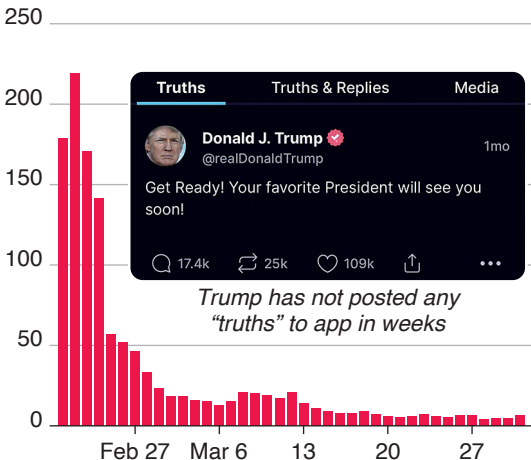 250
200
150
100
50
0
Truths Truths & Replies Media
Donald J. Trump
@realDonaldTrump
1mo
Get Ready! Your favorite President will see you
soon!
17.4k 25k 109k
Trump has not posted any
“truths” to app in weeks
Feb 27 Mar 6 13 20 27